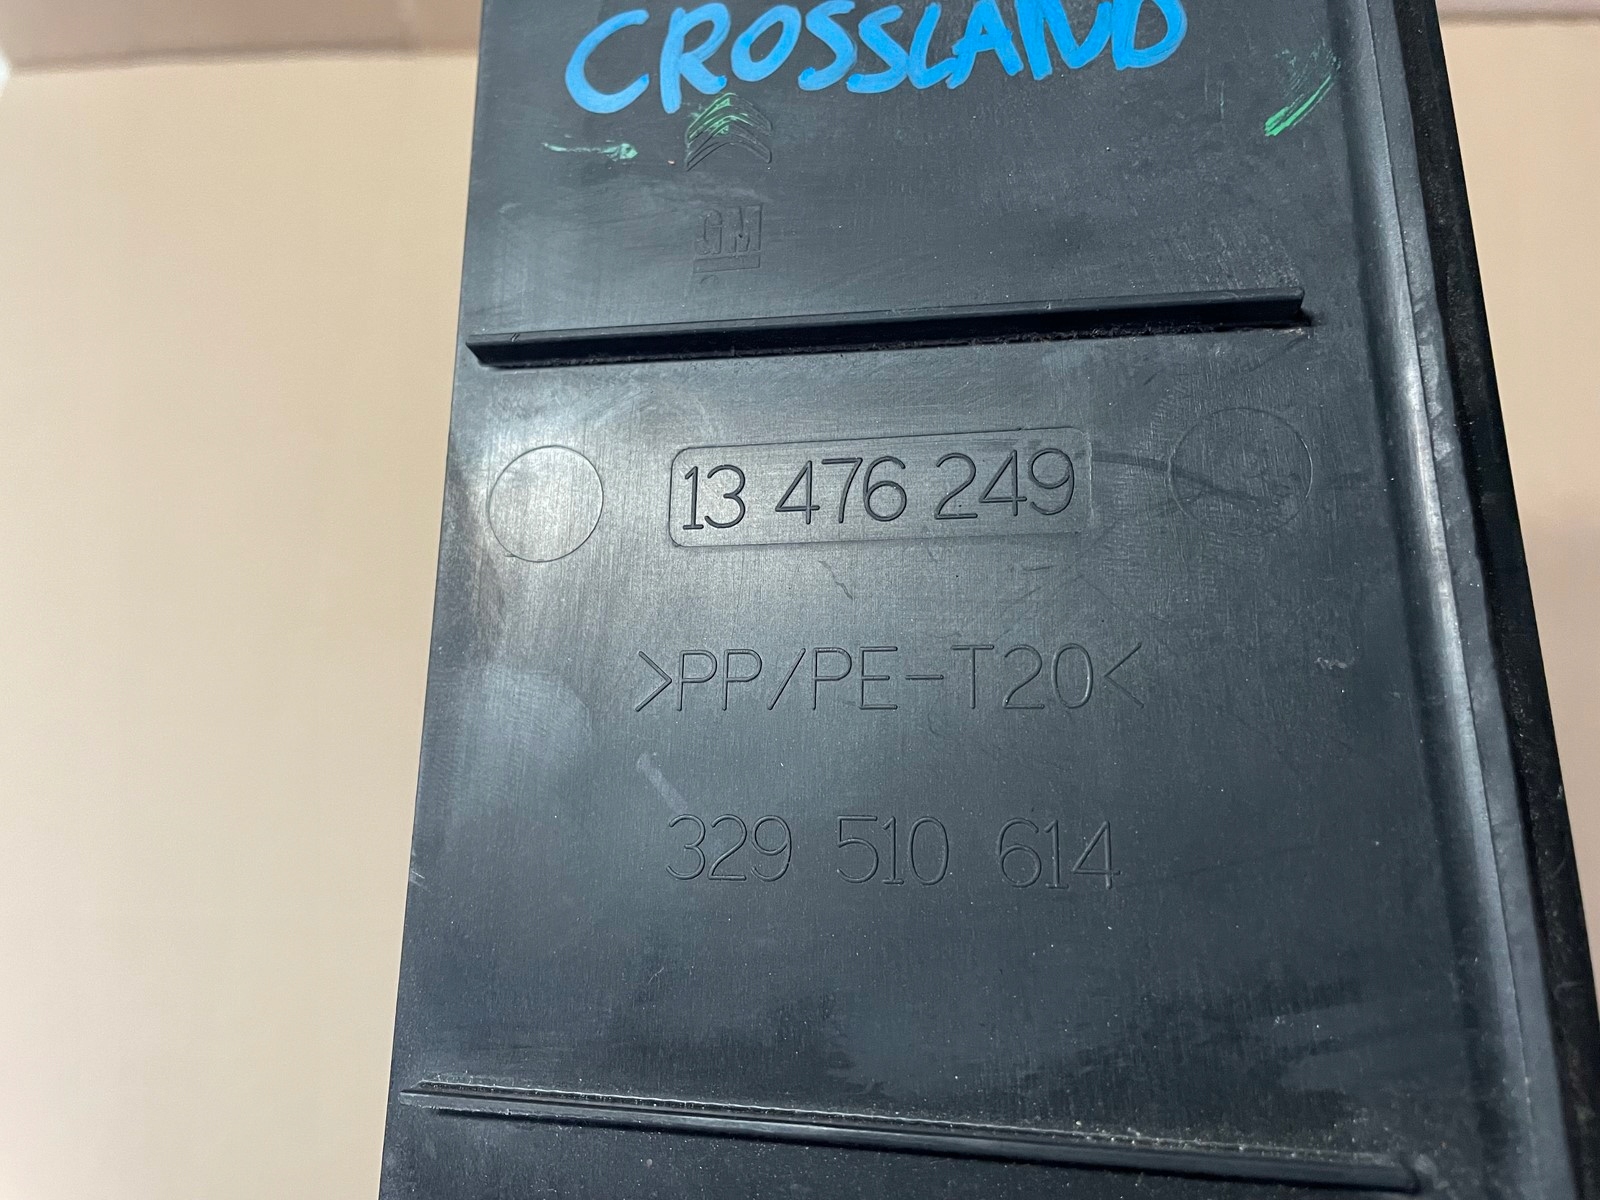 CROSSLAND
GM
13 476 249
>PP/PE-T20<
329 510 614